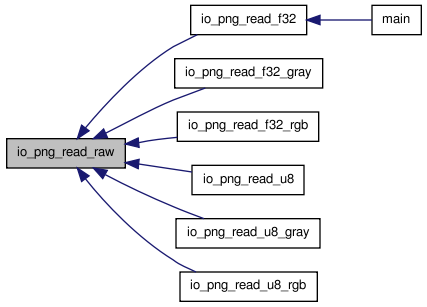 io_png_read_f32
main
io_png_read_f32_gray
io_png_read_f32_rgb
io_png_read_raw
io_png_read_u8
io_png_read_u8_gray
io_png_read_u8_rgb